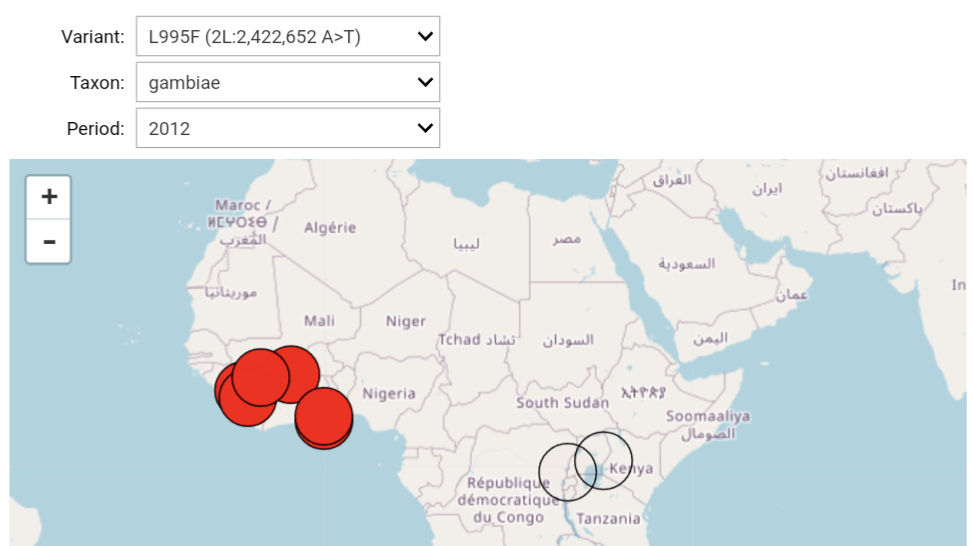 Variant: L995F (2L:2,422,652 A>T)
Taxon: gambiae
Period: 2012
+
-
العراق
ايران
افغانستان
پاکستان
Maroc /
ⵍⵎⵖⵔⵉⴱ /
المغرب
Algérie
ليبيا
مصر
السعودية
In
موريتانيا
عمان
Mali
Niger
Tchad تشاد
السودان
اليمن
Nigeria
South Sudan
ኢትዮጵያ
Soomaaliya
الصومال
Kenya
République
démocratique
du Congo
Tanzania